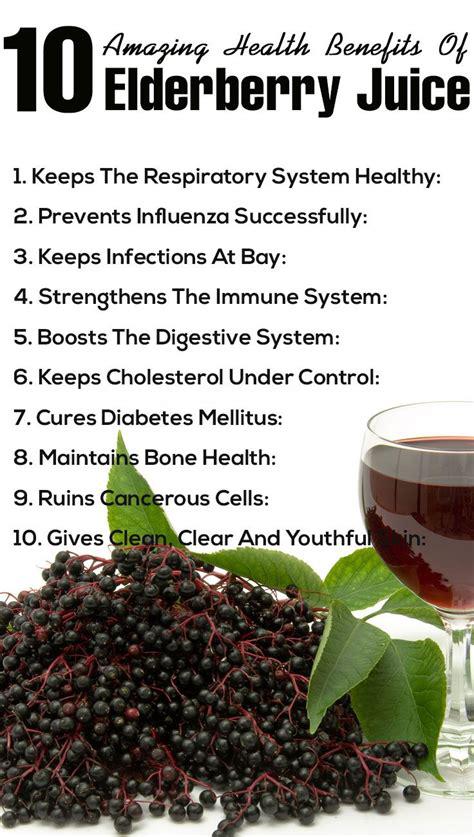 10 Amazing Health Benefits Of
Elderberry Juice
1. Keeps The Respiratory System Healthy:
2. Prevents Influenza Successfully:
3. Keeps Infections At Bay:
4. Strengthens The Immune System:
5. Boosts The Digestive System:
6. Keeps Cholesterol Under Control:
7. Cures Diabetes Mellitus:
8. Maintains Bone Health:
9. Ruins Cancerous Cells:
10. Gives Clean, Clear And Youthful Skin: